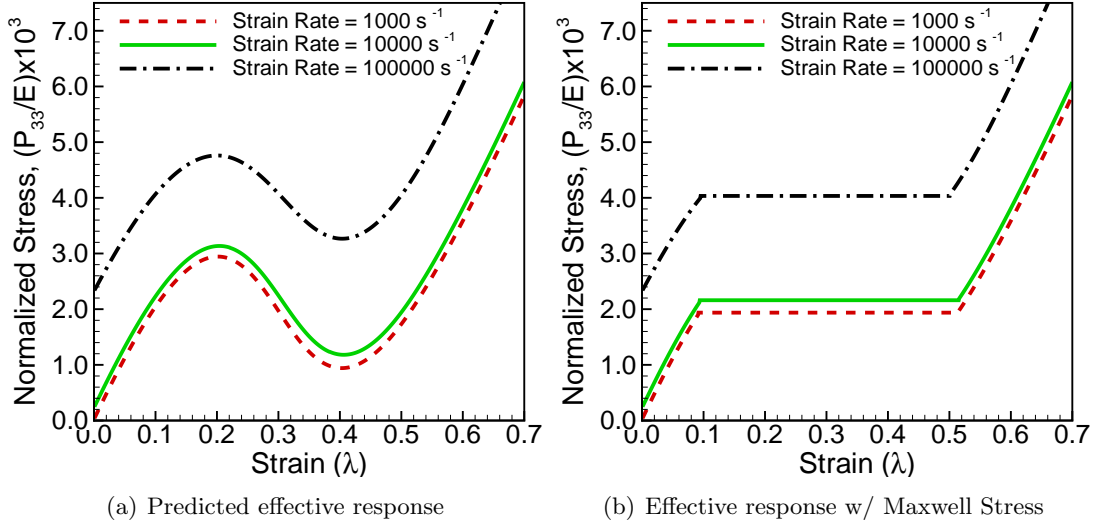 Normalized Stress, (P33/E)x10³
7.0
6.0
5.0
4.0
3.0
2.0
1.0
0.0
Strain Rate = 1000 s⁻¹
Strain Rate = 10000 s⁻¹
Strain Rate = 100000 s⁻¹
0.0 0.1 0.2 0.3 0.4 0.5 0.6 0.7
Strain (λ)
(a) Predicted effective response
Normalized Stress, (P33/E)x10³
7.0
6.0
5.0
4.0
3.0
2.0
1.0
0.0
Strain Rate = 1000 s⁻¹
Strain Rate = 10000 s⁻¹
Strain Rate = 100000 s⁻¹
0.0 0.1 0.2 0.3 0.4 0.5 0.6 0.7
Strain (λ)
(b) Effective response w/ Maxwell Stress